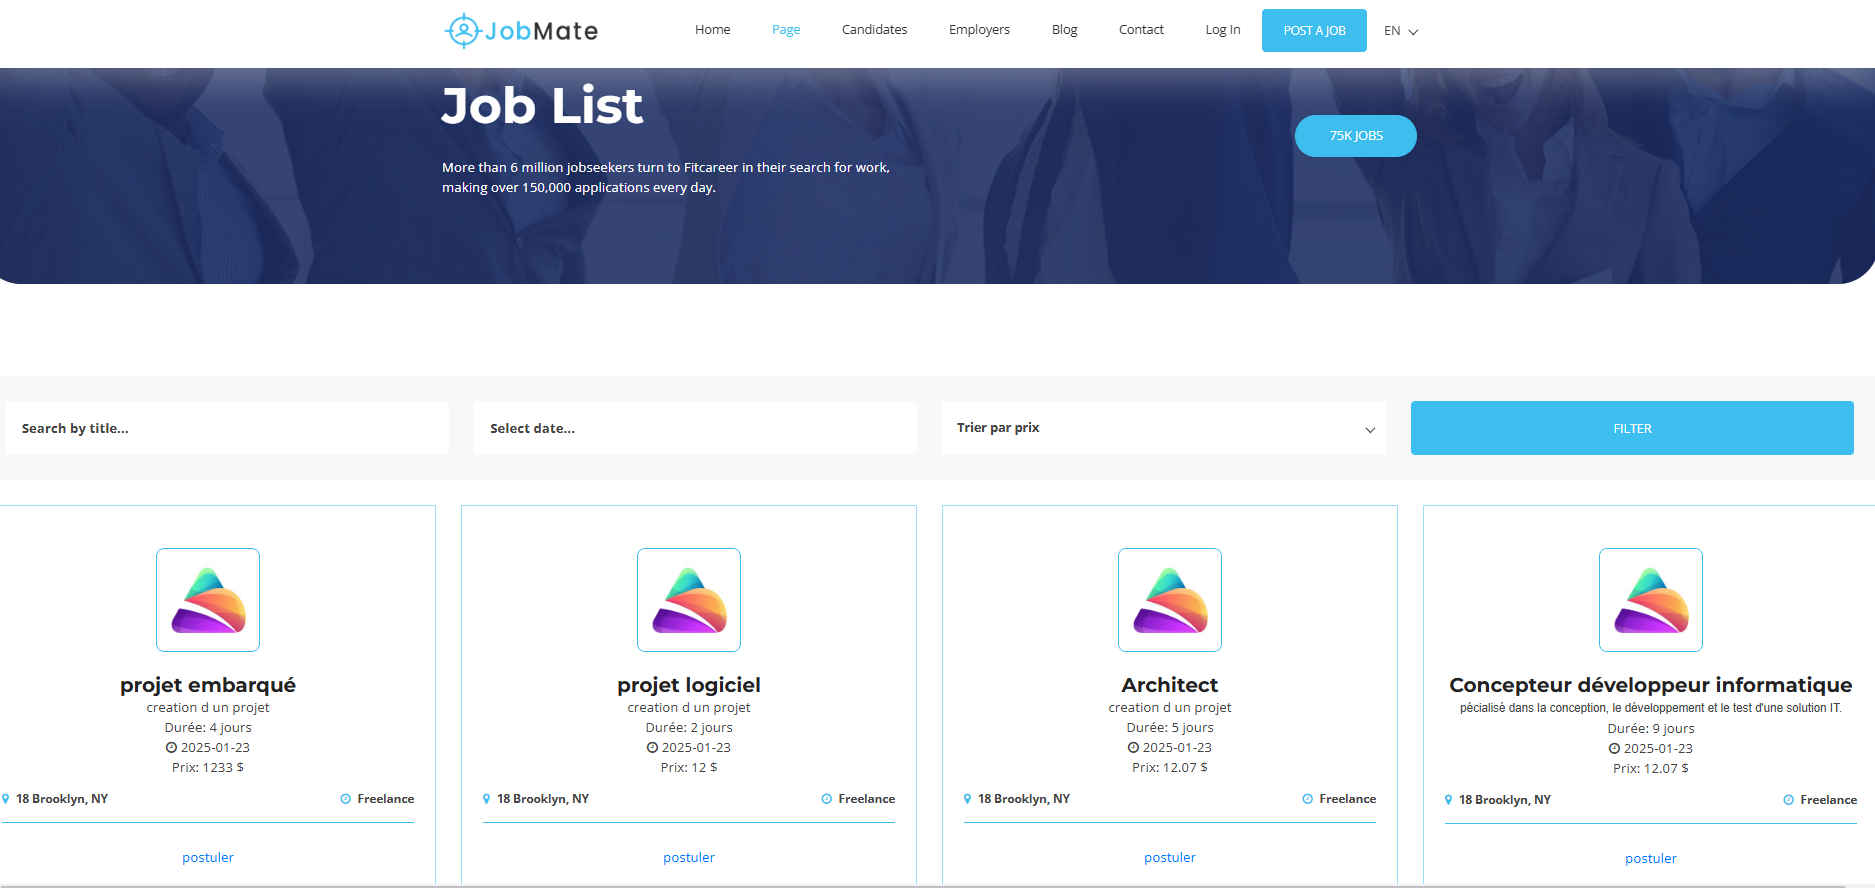 JobMate
Home
Page
Candidates
Employers
Blog
Contact
Log In
POST A JOB
EN
Job List
75K JOBS
More than 6 million jobseekers turn to Fitcareer in their search for work,
making over 150,000 applications every day.
Search by title...
Select date...
Trier par prix
FILTER
projet embarqué
creation d un projet
Durée: 4 jours
2025-01-23
Prix: 1233 $
18 Brooklyn, NY
Freelance
postuler
projet logiciel
creation d un projet
Durée: 2 jours
2025-01-23
Prix: 12 $
18 Brooklyn, NY
Freelance
postuler
Architect
creation d un projet
Durée: 5 jours
2025-01-23
Prix: 12.07 $
18 Brooklyn, NY
Freelance
postuler
Concepteur développeur informatique
pécialisé dans la conception, le développement et le test d'une solution IT.
Durée: 9 jours
2025-01-23
Prix: 12.07 $
18 Brooklyn, NY
Freelance
postuler